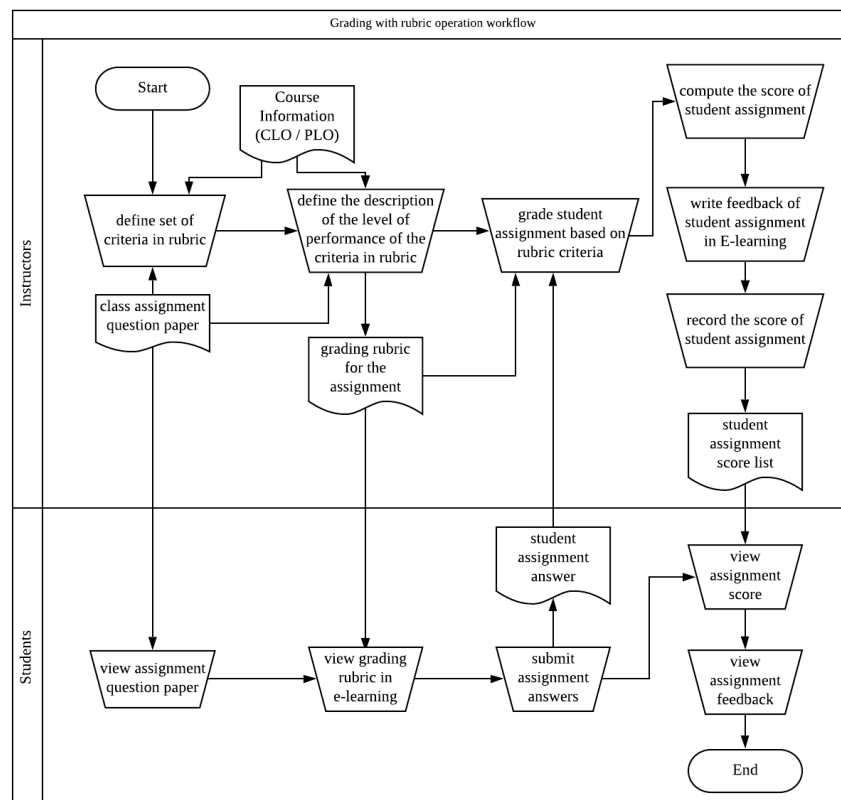 Grading with rubric operation workflow
Instructors
Start
Course
Information
(CLO / PLO)
define set of
criteria in rubric
define the description
of the level of
performance of the
criteria in rubric
grade student
assignment based on
rubric criteria
compute the score of
student assignment
write feedback of
student assignment
in E-learning
record the score of
student assignment
class assignment
question paper
grading rubric
for the
assignment
student
assignment
score list
Students
student
assignment
answer
view
assignment
score
view assignment
question paper
view grading
rubric in
e-learning
submit
assignment
answers
view
assignment
feedback
End